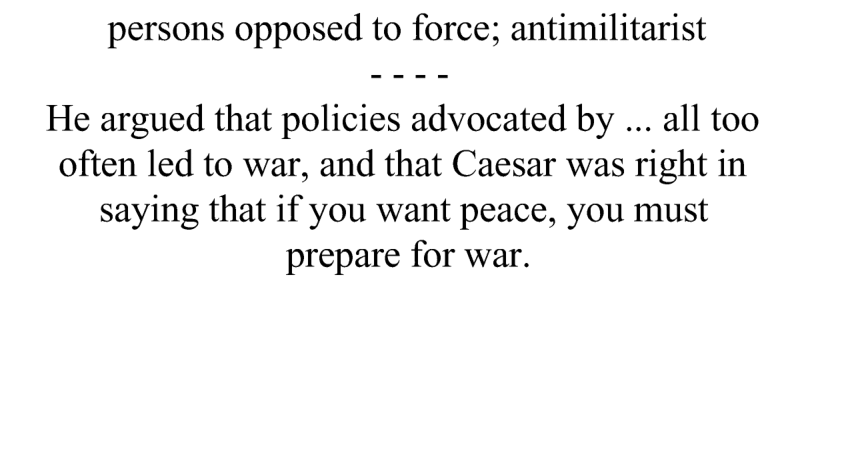 persons opposed to force; antimilitarist
- - - -
He argued that policies advocated by ... all too
often led to war, and that Caesar was right in
saying that if you want peace, you must
prepare for war.